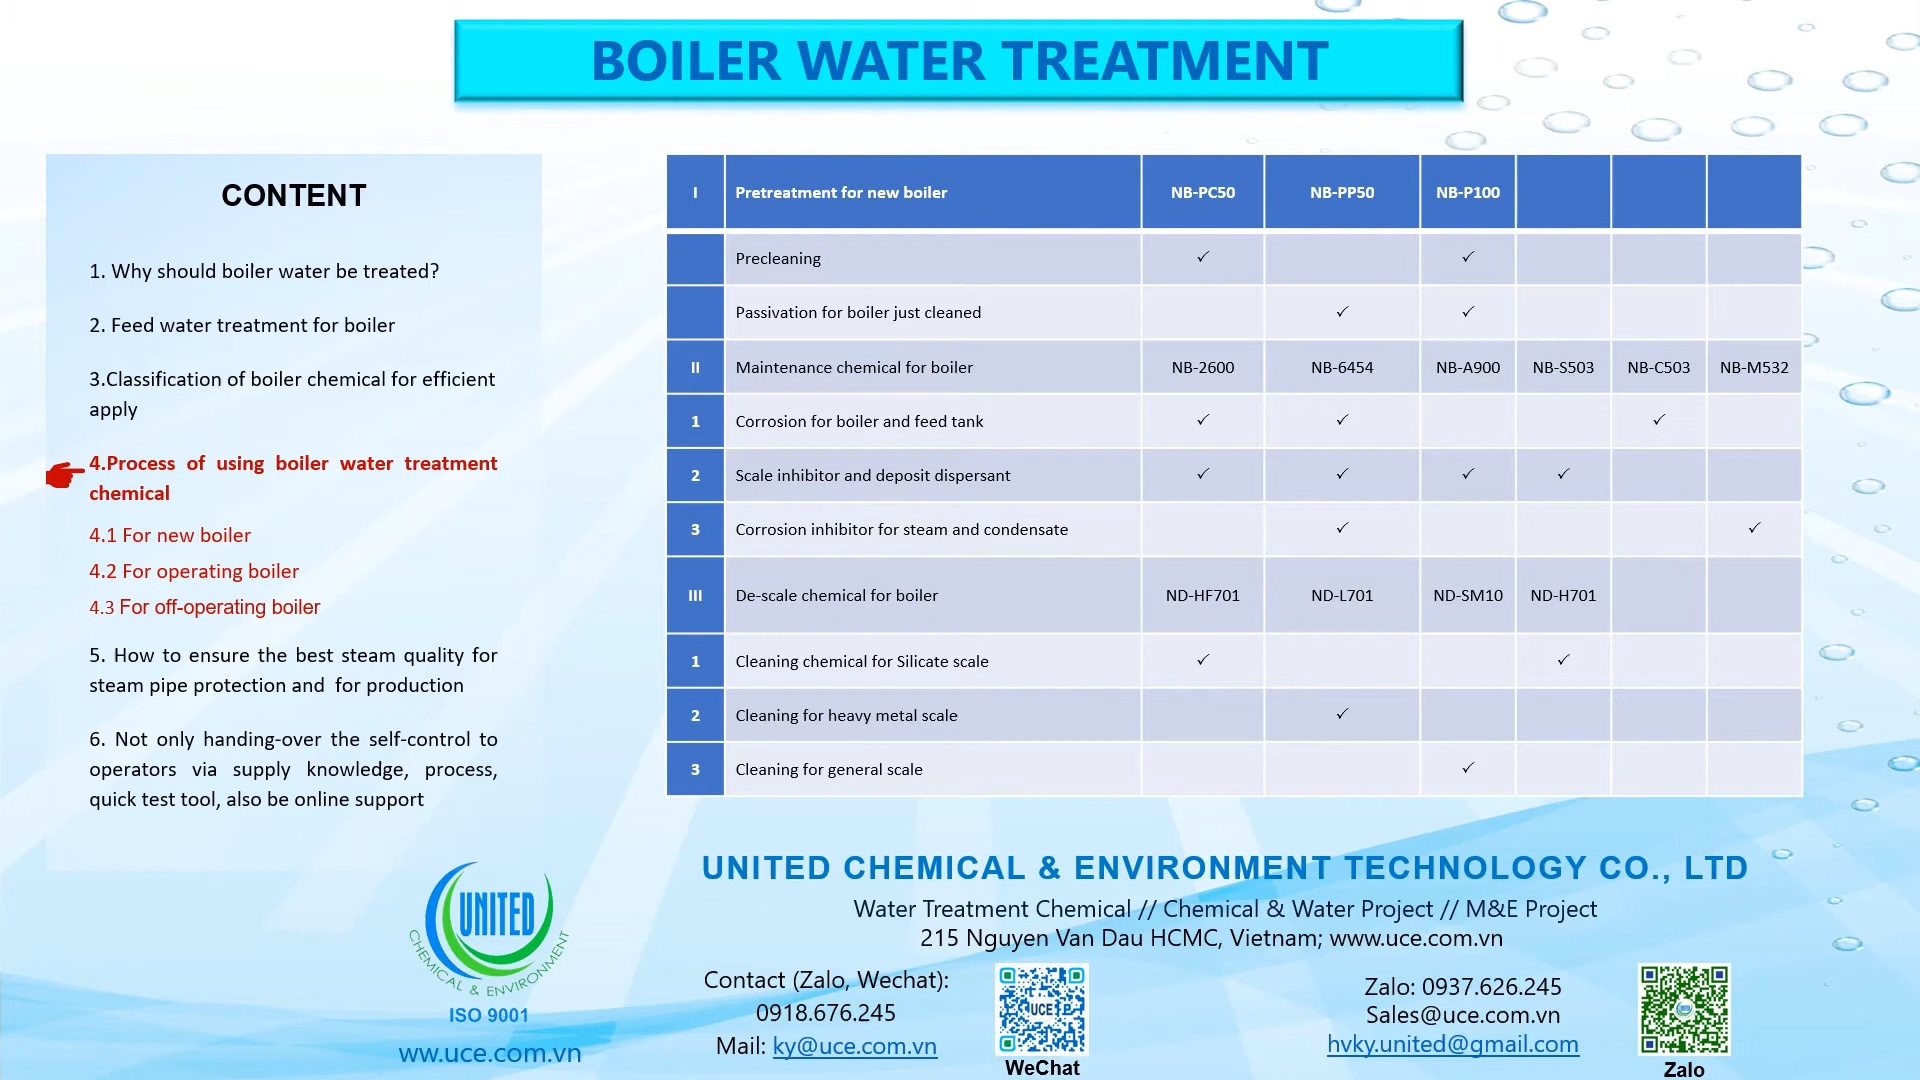 BOILER WATER TREATMENT
CONTENT
1. Why should boiler water be treated?
2. Feed water treatment for boiler
3.Classification of boiler chemical for efficient
apply
4.Process of using boiler water treatment
chemical
4.1 For new boiler
4.2 For operating boiler
4.3 For off-operating boiler
5. How to ensure the best steam quality for
steam pipe protection and for production
6. Not only handing-over the self-control to
operators via supply knowledge, process,
quick test tool, also be online support
I Pretreatment for new boiler NB-PC50 NB-PP50 NB-P100
Precleaning ✓ ✓
Passivation for boiler just cleaned ✓ ✓
II Maintenance chemical for boiler NB-2600 NB-6454 NB-A900 NB-S503 NB-C503 NB-M532
1 Corrosion for boiler and feed tank ✓ ✓ ✓
2 Scale inhibitor and deposit dispersant ✓ ✓ ✓ ✓
3 Corrosion inhibitor for steam and condensate ✓ ✓
III De-scale chemical for boiler ND-HF701 ND-L701 ND-SM10 ND-H701
1 Cleaning chemical for Silicate scale ✓ ✓
2 Cleaning for heavy metal scale ✓
3 Cleaning for general scale ✓
UNITED
CHEMICAL & ENVIRONMENT
ISO 9001
ww.uce.com.vn
UNITED CHEMICAL & ENVIRONMENT TECHNOLOGY CO., LTD
Water Treatment Chemical // Chemical & Water Project // M&E Project
215 Nguyen Van Dau HCMC, Vietnam; www.uce.com.vn
Contact (Zalo, Wechat):
0918.676.245
Mail: ky@uce.com.vn
UCE
WeChat
Zalo: 0937.626.245
Sales@uce.com.vn
hvky.united@gmail.com
Zalo